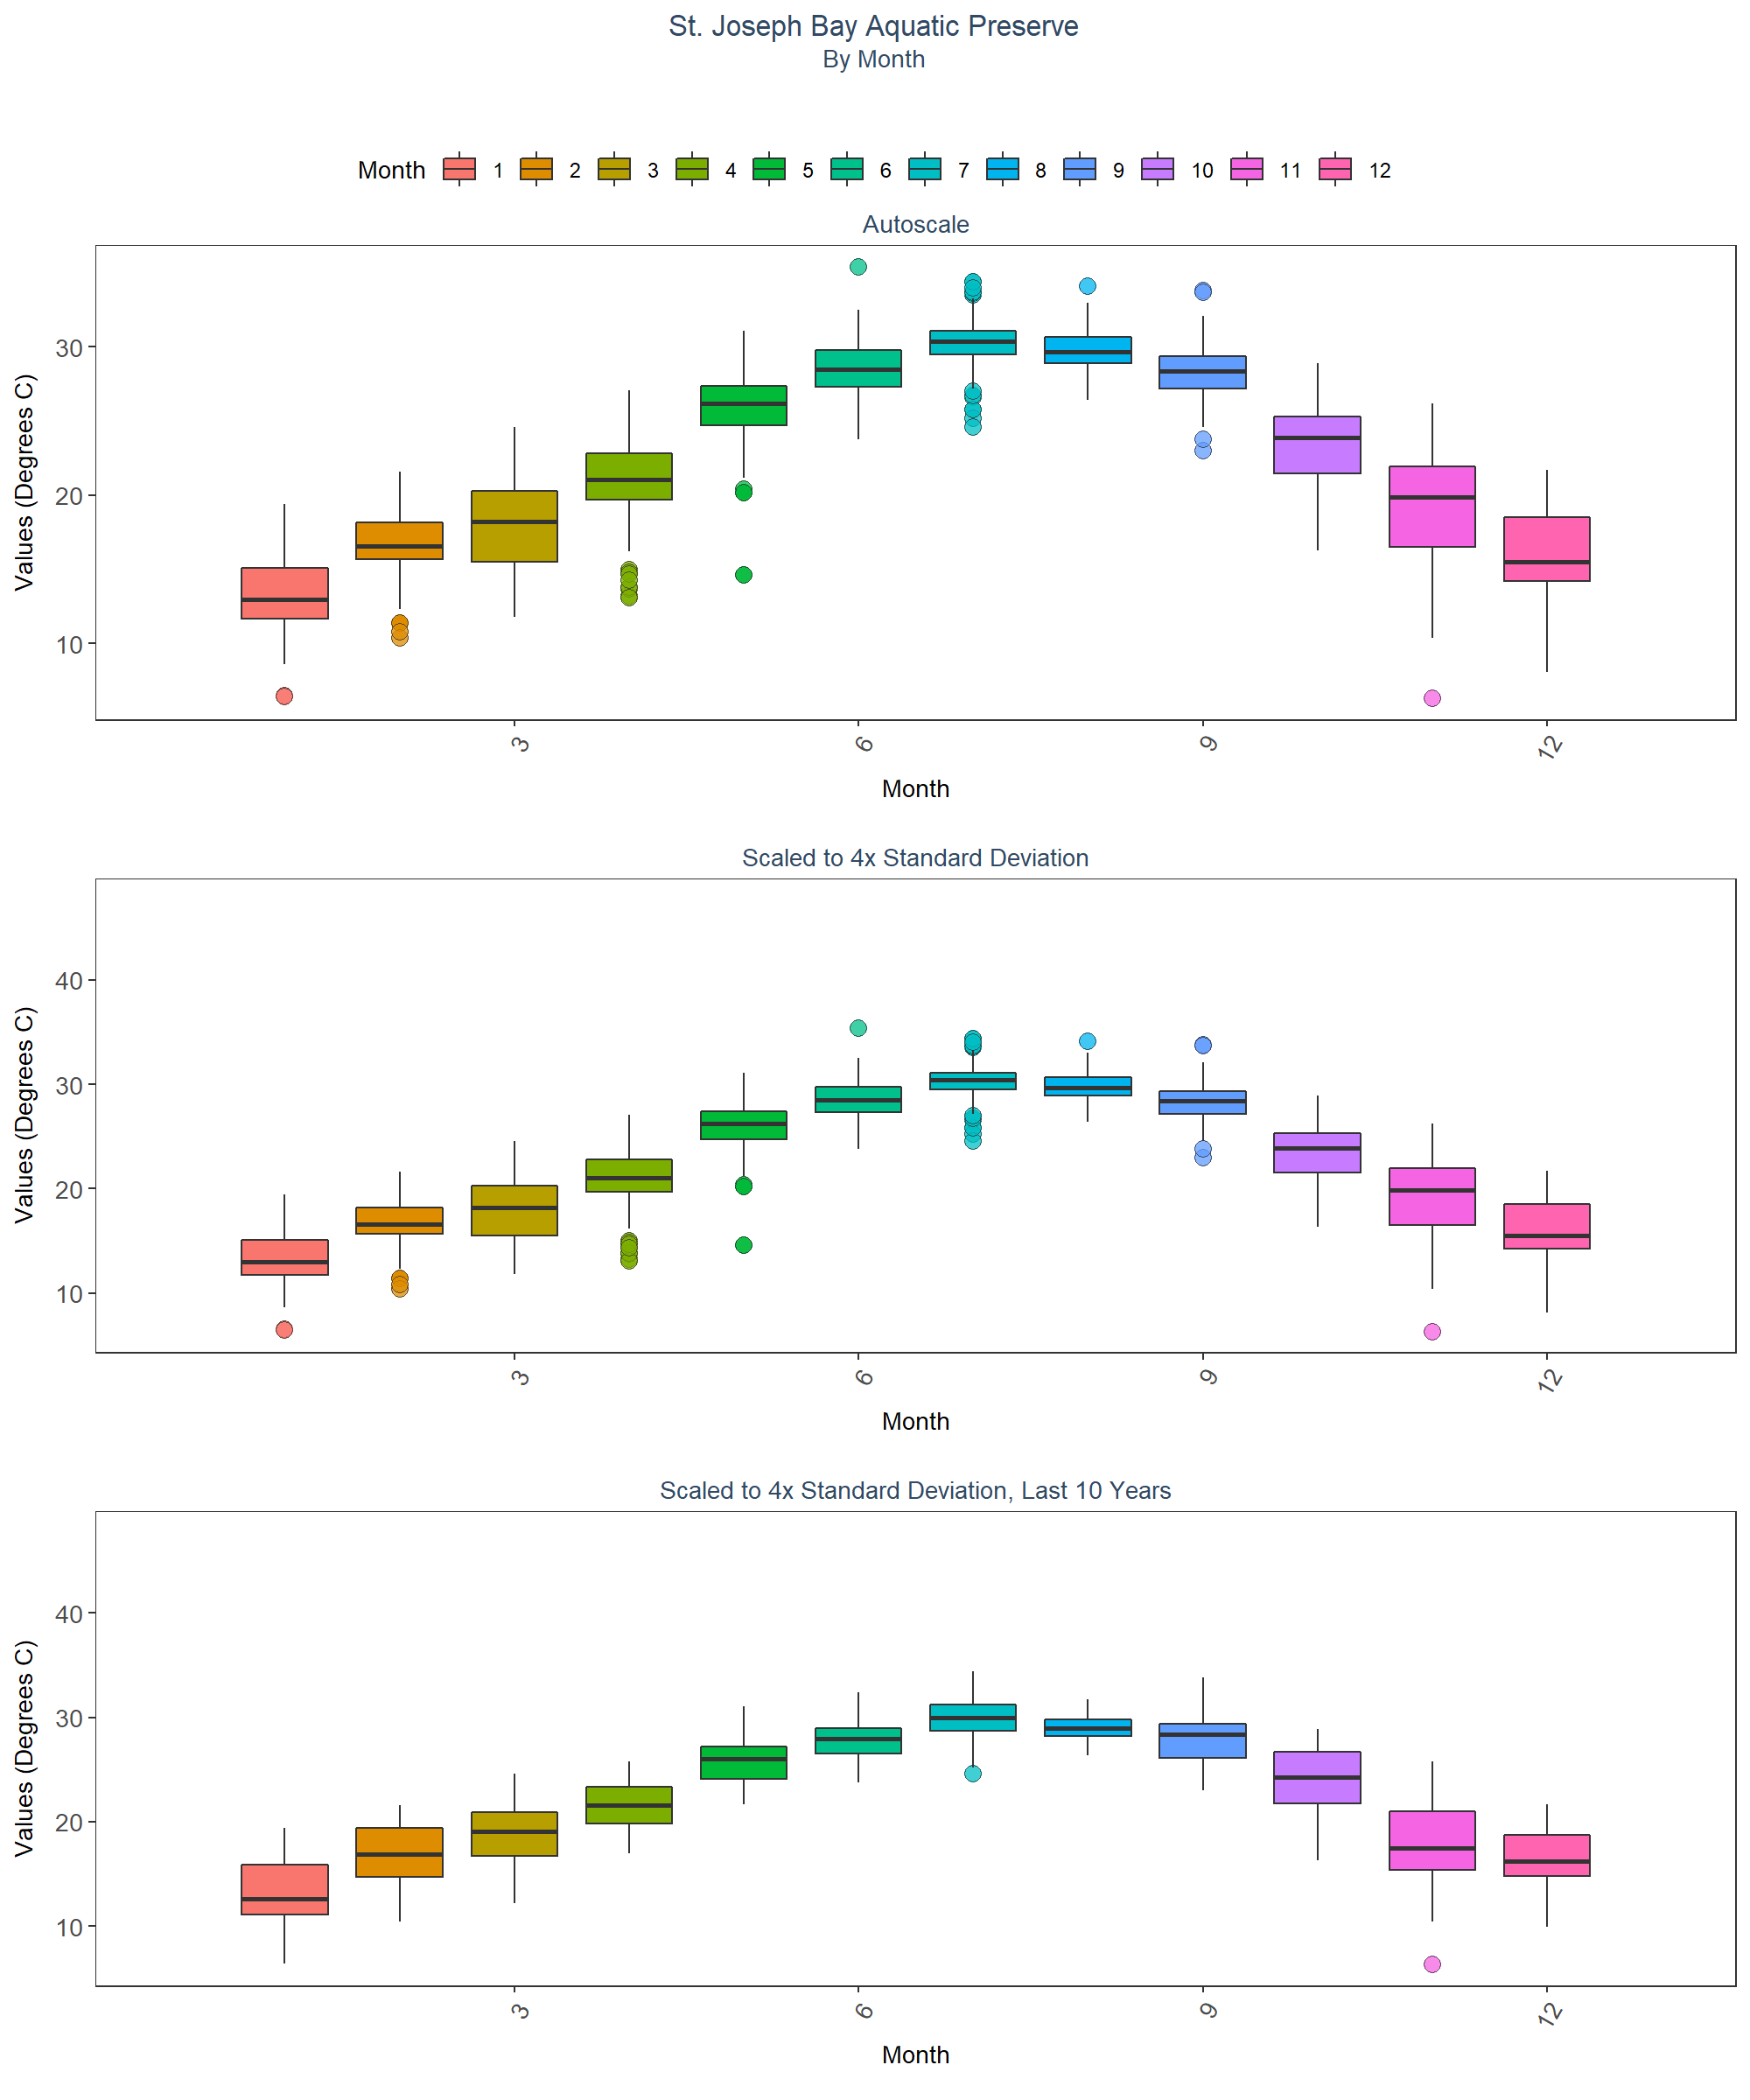 St. Joseph Bay Aquatic Preserve
By Month
Month 1 2 3 4 5 6 7 8 9 10 11 12
Autoscale
Values (Degrees C)
30
20
10
3 6 9 12
Month
Scaled to 4x Standard Deviation
Values (Degrees C)
40
30
20
10
3 6 9 12
Month
Scaled to 4x Standard Deviation, Last 10 Years
Values (Degrees C)
40
30
20
10
3 6 9 12
Month